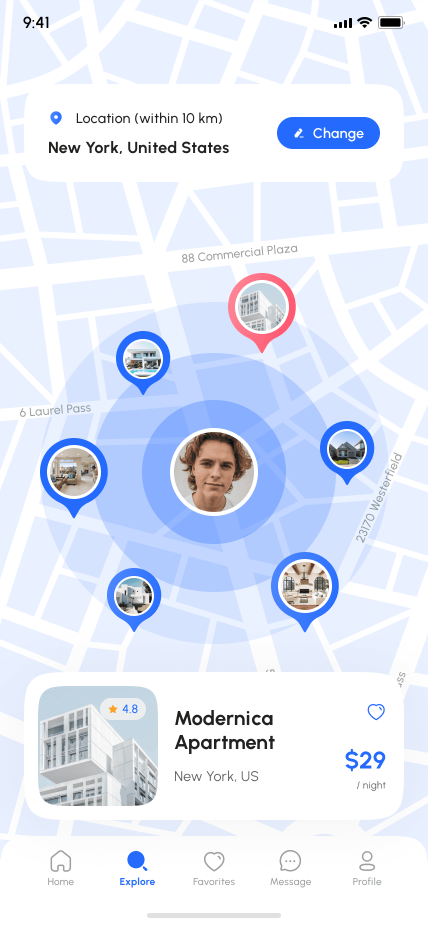 9:41
Location (within 10 km)
New York, United States
Change
88 Commercial Plaza
6 Laurel Pass
23170 Westerfield
4.8
Modernica
Apartment
New York, US
$29
/ night
Home
Explore
Favorites
Message
Profile